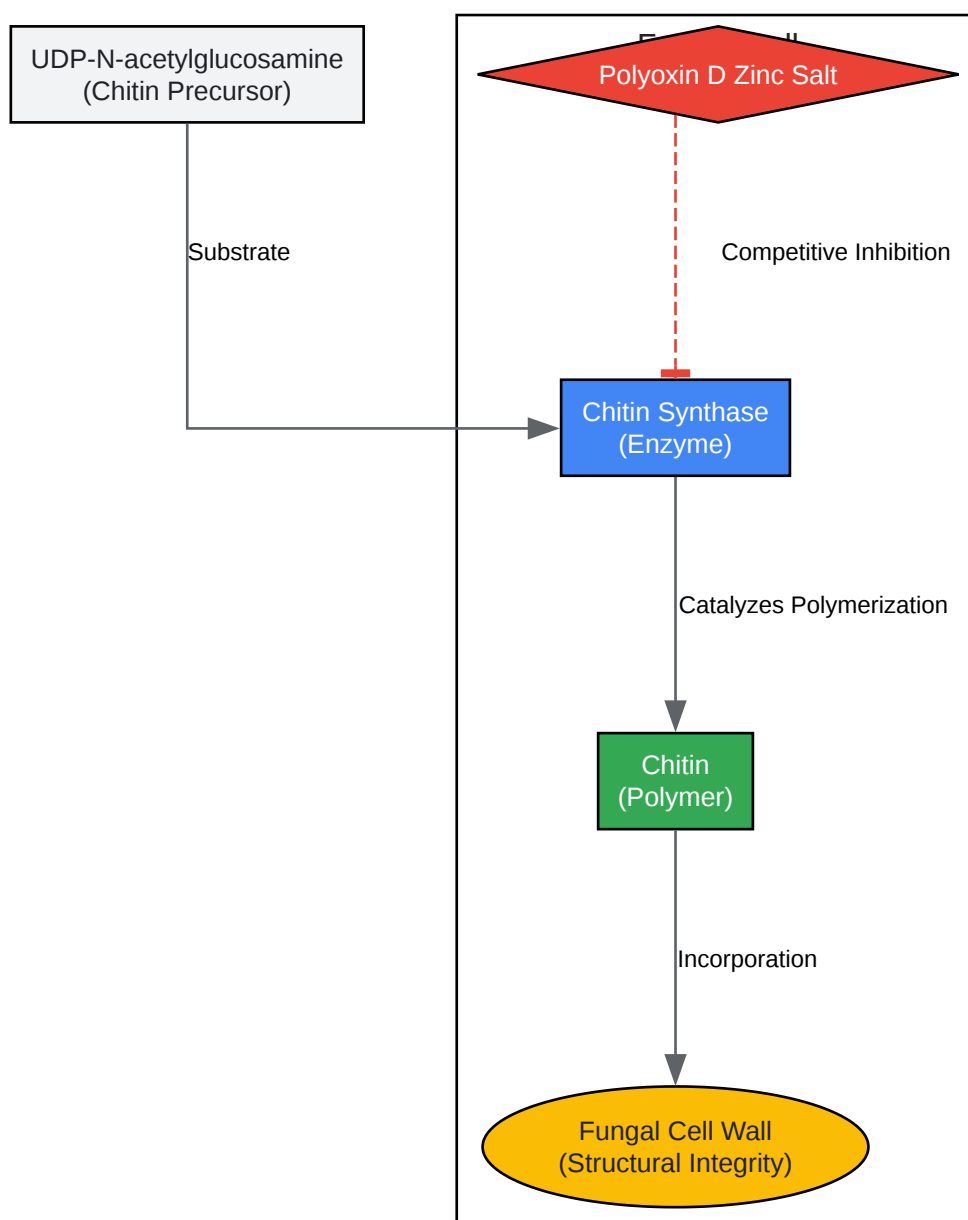 UDP-N-acetylglucosamine
(Chitin Precursor)
Polyoxin D Zinc Salt
Substrate
Competitive Inhibition
Chitin Synthase
(Enzyme)
Catalyzes Polymerization
Chitin
(Polymer)
Incorporation
Fungal Cell Wall
(Structural Integrity)